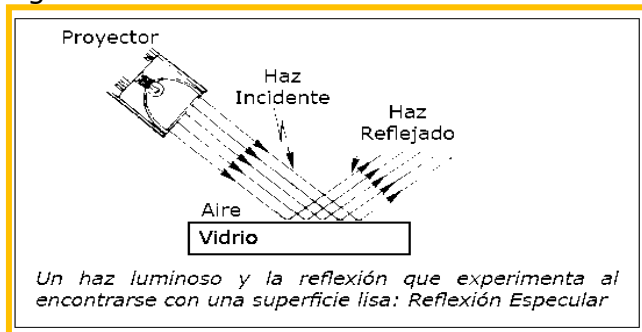 Proyector
Haz
Incidente
Haz
Reflejado
Aire
Vidrio
Un haz luminoso y la reflexión que experimenta al
encontrarse con una superficie lisa: Reflexión Especular